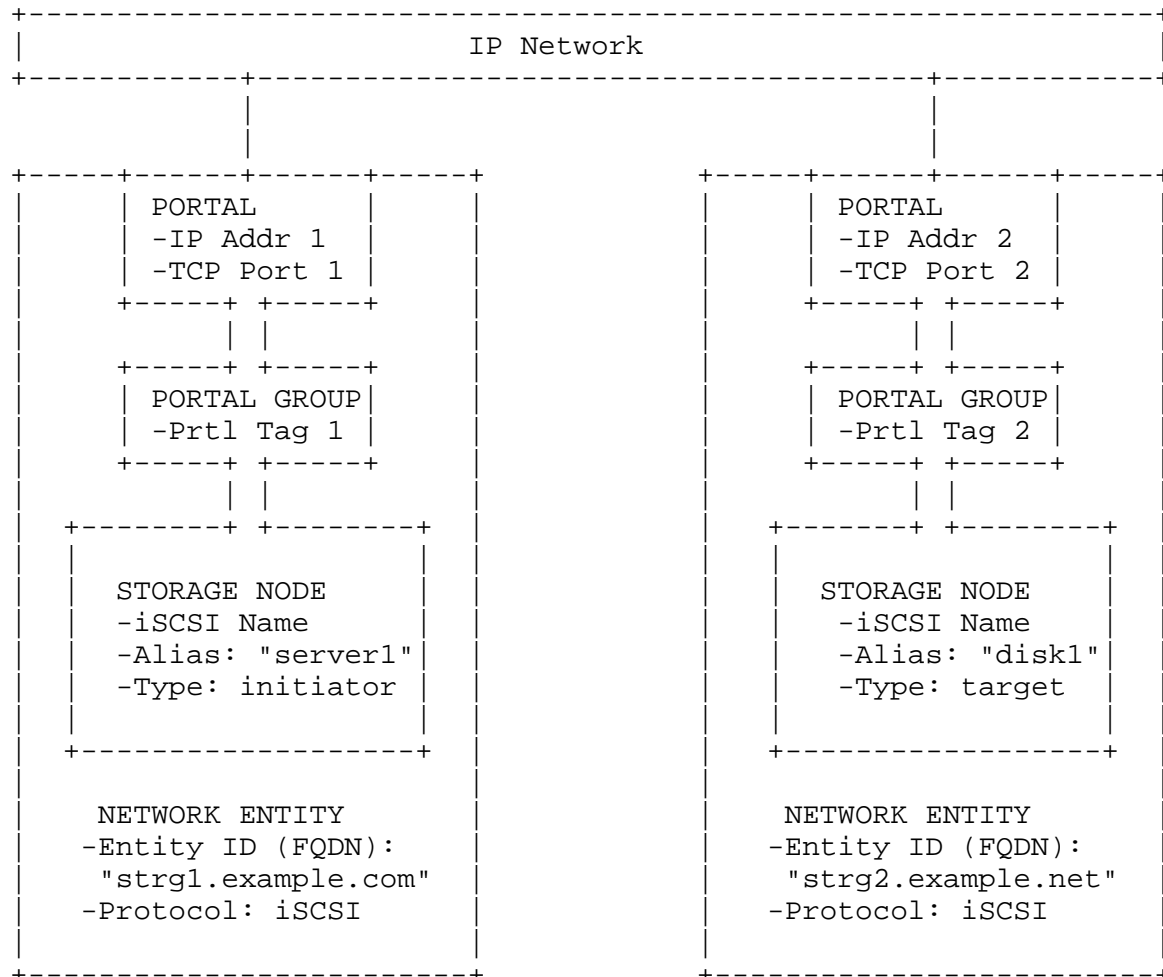 IP Network
PORTAL
-IP Addr 1
-TCP Port 1
PORTAL GROUP
-Prtl Tag 1
STORAGE NODE
-iSCSI Name
-Alias: "server1"
-Type: initiator
NETWORK ENTITY
-Entity ID (FQDN):
"strg1.example.com"
-Protocol: iSCSI
PORTAL
-IP Addr 2
-TCP Port 2
PORTAL GROUP
-Prtl Tag 2
STORAGE NODE
-iSCSI Name
-Alias: "disk1"
-Type: target
NETWORK ENTITY
-Entity ID (FQDN):
"strg2.example.net"
-Protocol: iSCSI